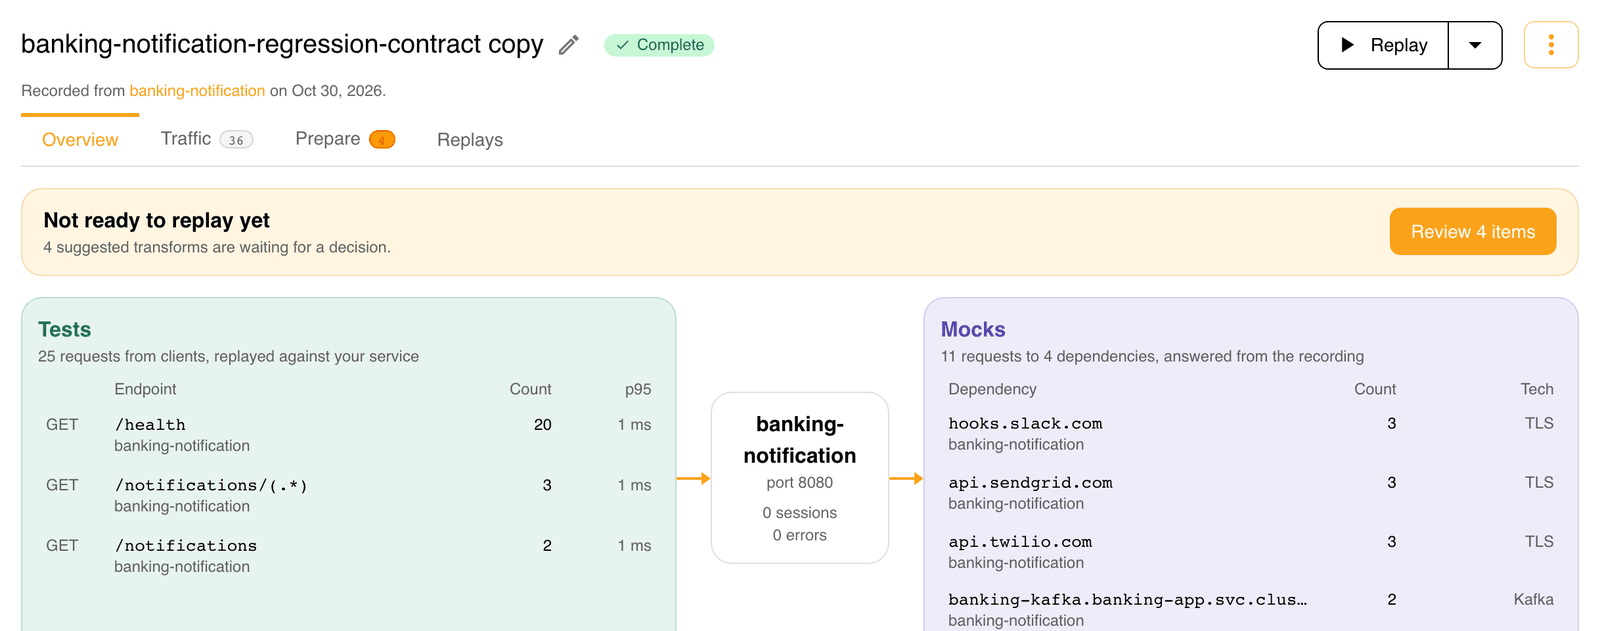 banking-notification-regression-contract copy
Complete
Replay
Recorded from banking-notification on Oct 30, 2026.
Overview
Traffic 36
Prepare
Replays
Not ready to replay yet
4 suggested transforms are waiting for a decision.
Review 4 items
Tests
25 requests from clients, replayed against your service
Endpoint Count p95
GET /health 20 1 ms
banking-notification
GET /notifications/(.*) 3 1 ms
banking-notification
GET /notifications 2 1 ms
banking-notification
banking-
notification
port 8080
0 sessions
0 errors
Mocks
11 requests to 4 dependencies, answered from the recording
Dependency Count Tech
hooks.slack.com 3 TLS
banking-notification
api.sendgrid.com 3 TLS
banking-notification
api.twilio.com 3 TLS
banking-notification
banking-kafka.banking-app.svc.clus… 2 Kafka
banking-notification